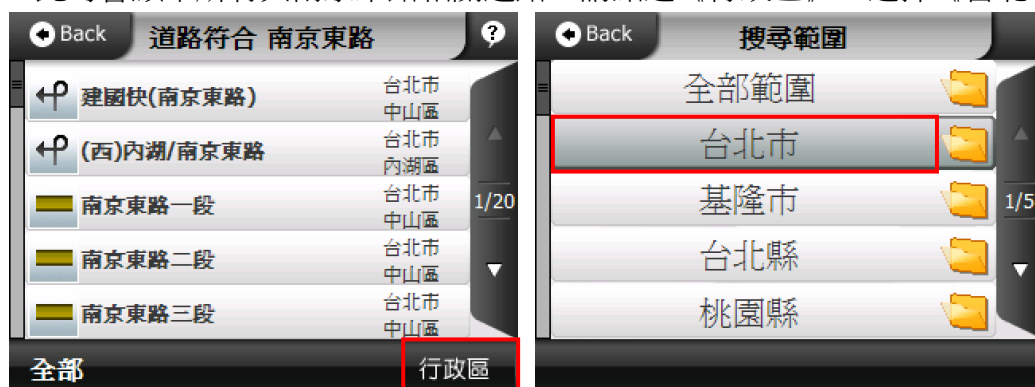 Back 道路符合 南京東路 ?
建國快(南京東路) 台北市 中山區
(西)內湖/南京東路 台北市 內湖區
南京東路一段 台北市 中山區
1/20
南京東路二段 台北市 中山區
南京東路三段 台北市 中山區
全部 行政區
Back 搜尋範圍
全部範圍
台北市
基隆市
1/5
台北縣
桃園縣